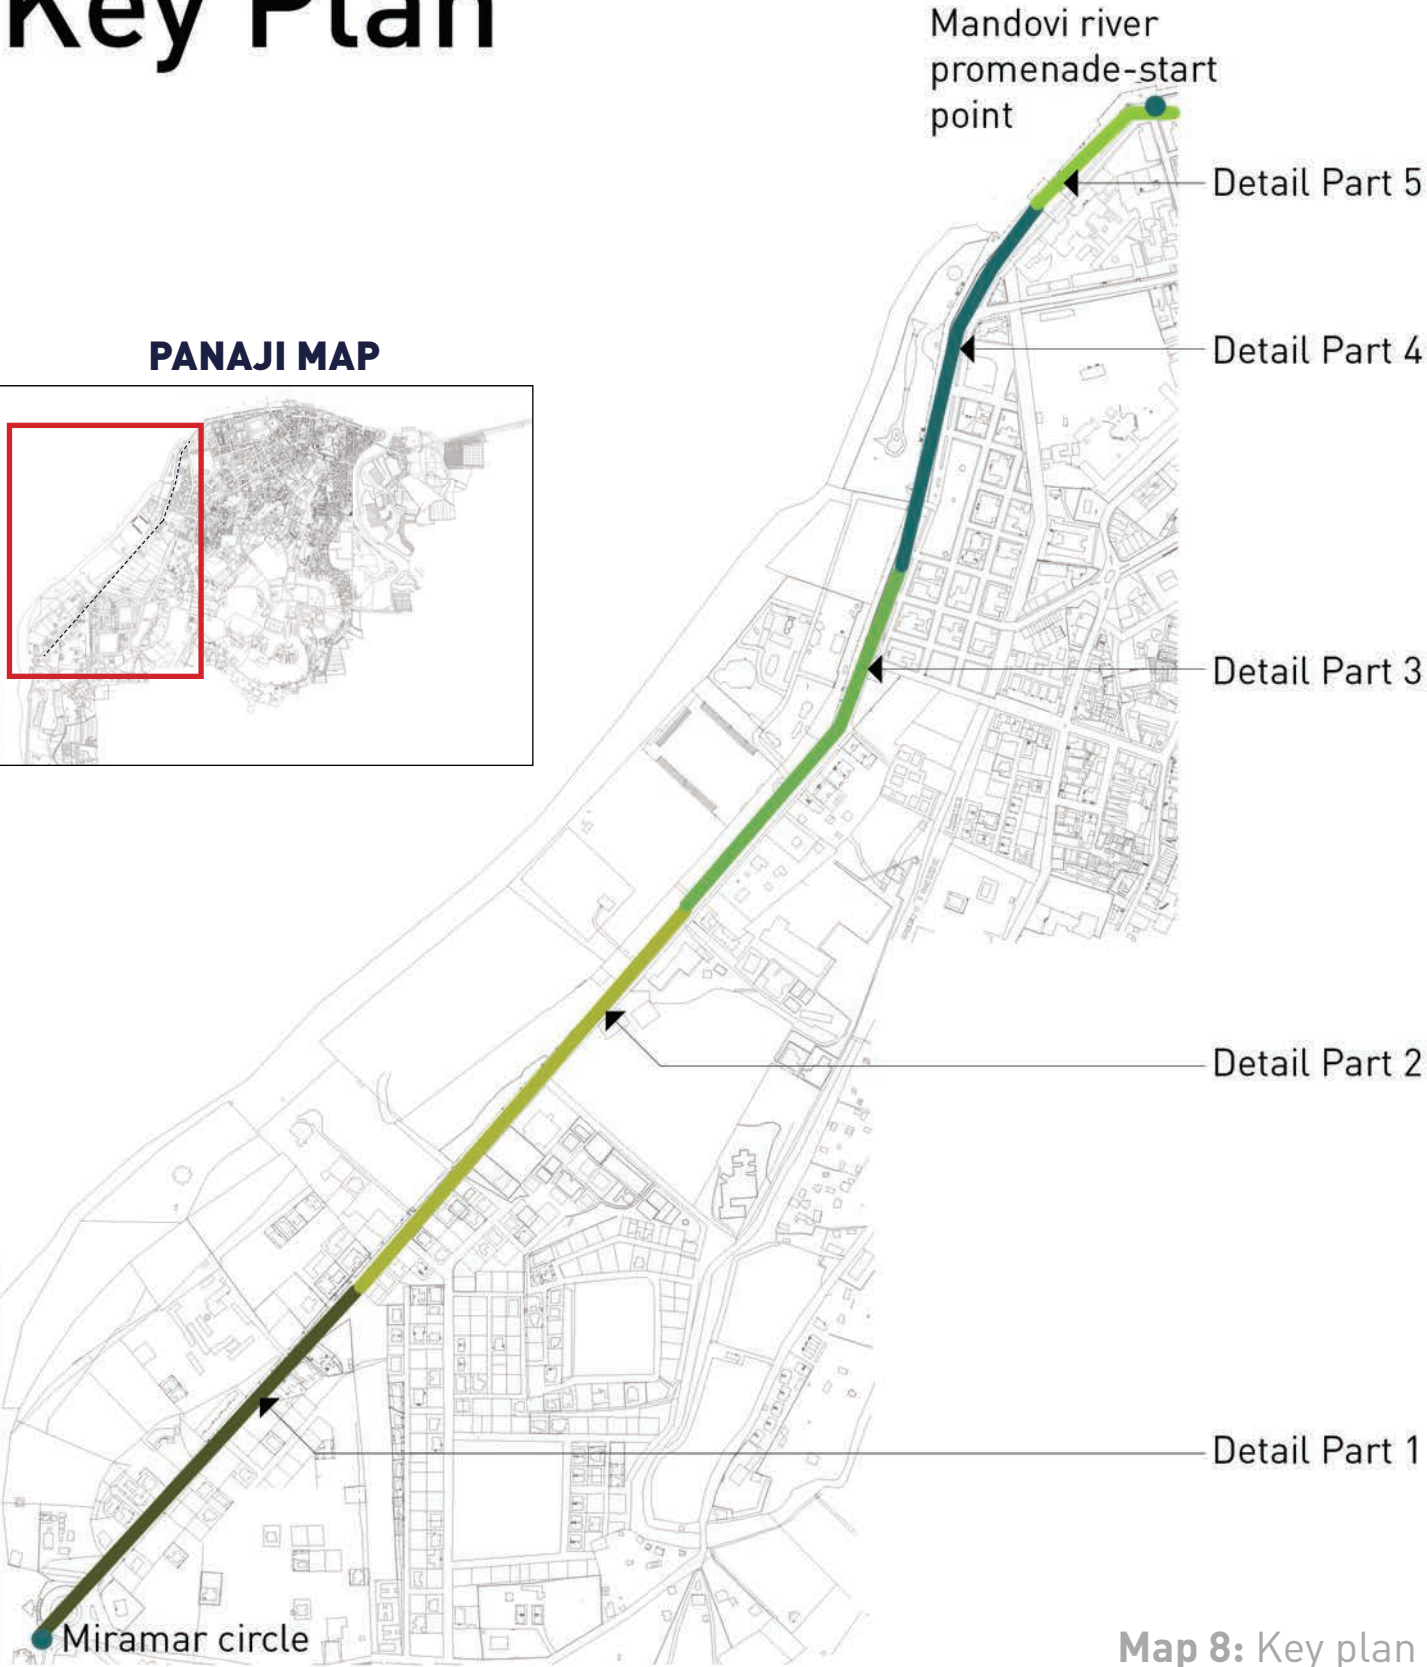 Key Plan
Mandovi river
promenade-start
point
Detail Part 5
PANAJI MAP
Detail Part 4
Detail Part 3
Detail Part 2
Detail Part 1
Miramar circle
Map 8: Key plan